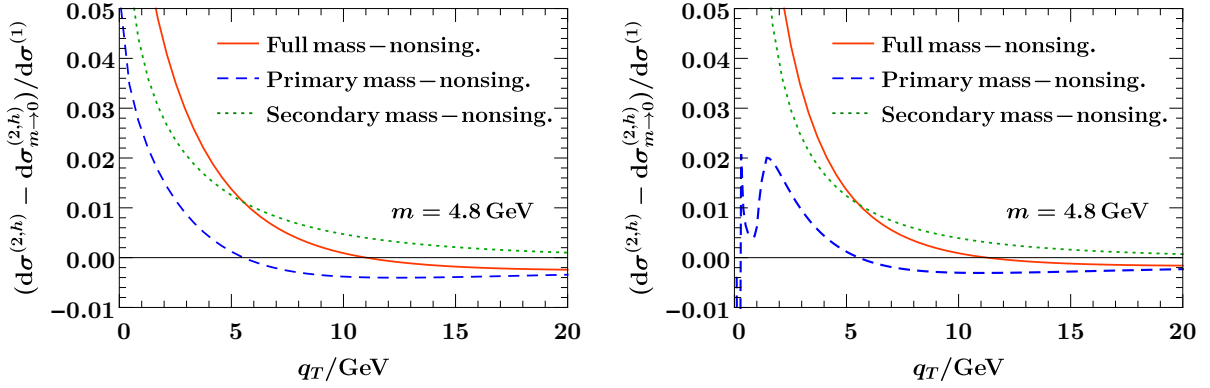 (dσ^(2,h) − dσ^(2,h)_{m→0})/dσ^(1)
0.05
0.04
0.03
0.02
0.01
0.00
−0.01
Full mass−nonsing.
Primary mass−nonsing.
Secondary mass−nonsing.
m = 4.8 GeV
0 5 10 15 20
q_T/GeV
(dσ^(2,h) − dσ^(2,h)_{m→0})/dσ^(1)
0.05
0.04
0.03
0.02
0.01
0.00
−0.01
Full mass−nonsing.
Primary mass−nonsing.
Secondary mass−nonsing.
m = 4.8 GeV
0 5 10 15 20
q_T/GeV